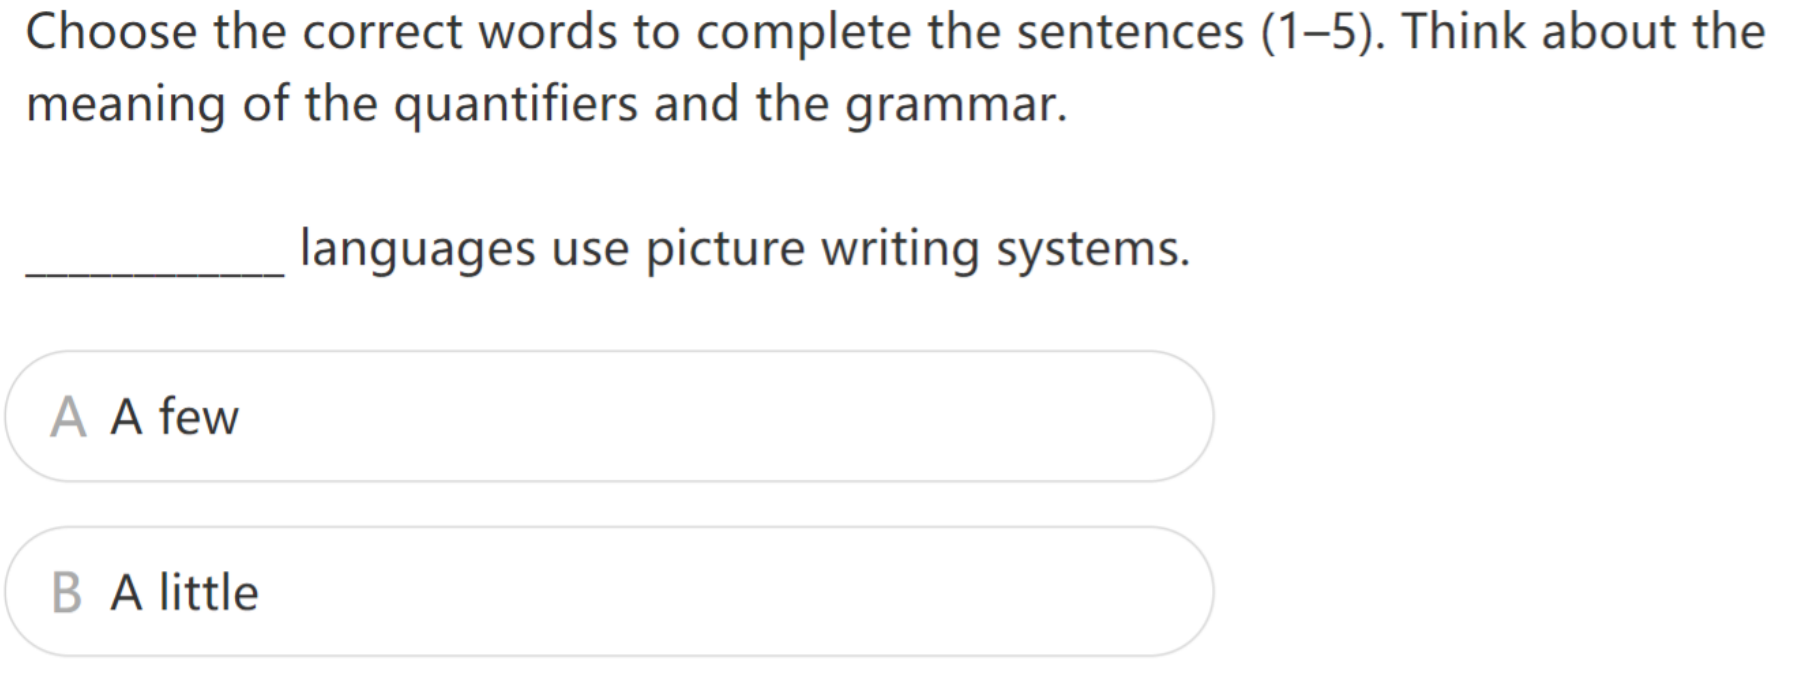 Choose the correct words to complete the sentences (1–5). Think about the
meaning of the quantifiers and the grammar.
____________ languages use picture writing systems.
A A few
B A little